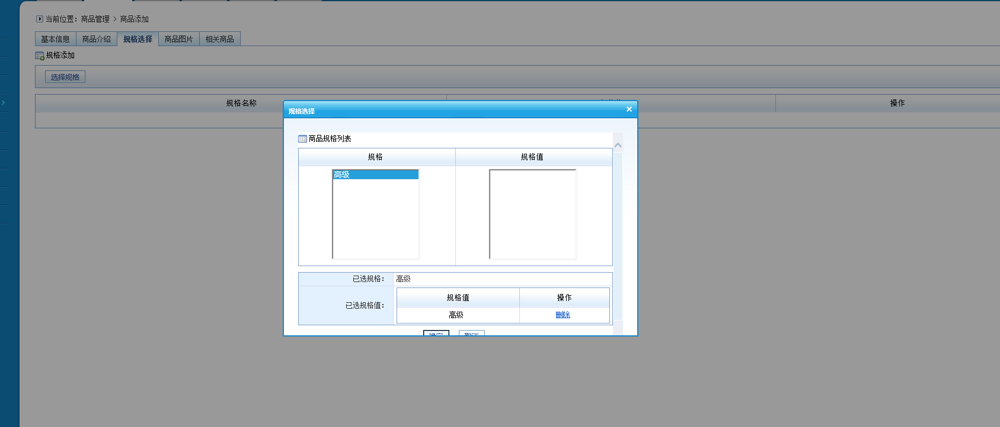 当前位置：商品管理 > 商品添加
基本信息 商品介绍 规格选择 商品图片 相关商品
规格添加
选择规格
规格名称 操作
规格选择
商品规格列表
规格 规格值
高级
已选规格： 高级
已选规格值： 规格值 操作
高级 删除
确定 取消